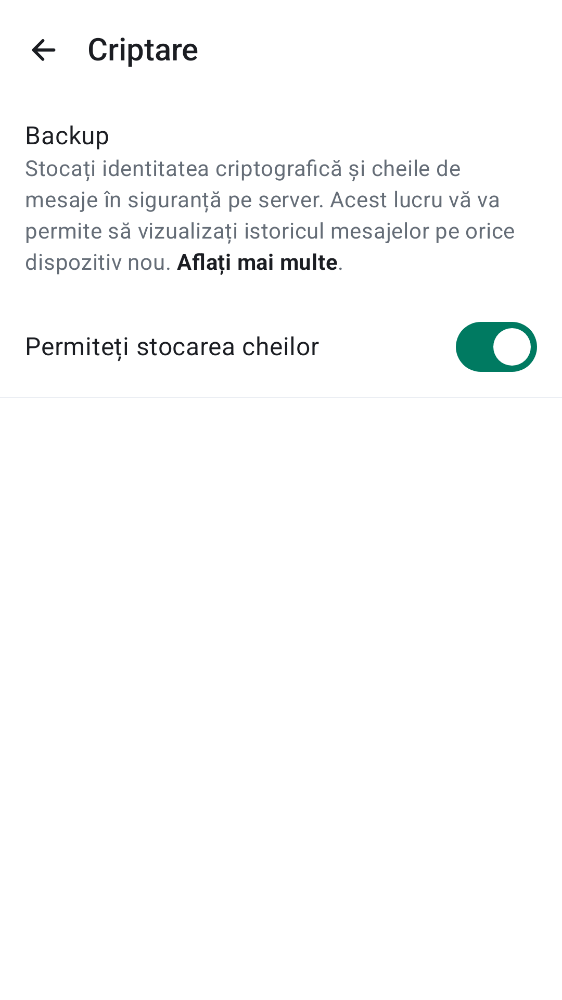 Criptare
Backup
Stocați identitatea criptografică și cheile de
mesaje în siguranță pe server. Acest lucru vă va
permite să vizualizați istoricul mesajelor pe orice
dispozitiv nou. Aflați mai multe.
Permiteți stocarea cheilor